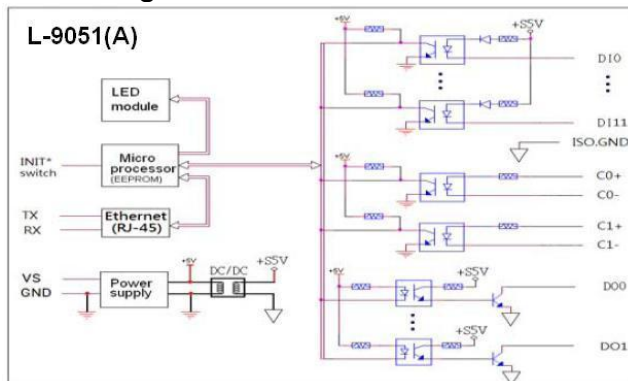 L-9051(A)
LED
module
INIT*
switch
Micro
processor
(EEPROM)
TX
RX
Ethernet
(RJ-45)
VS
GND
Power
supply
+5V
DC/DC
+S5V
+5V
+S5V
DI0
+5V
DI11
ISO.GND
+5V
C0+
C0-
C1+
C1-
+5V
+S5V
DO0
+S5V
DO1